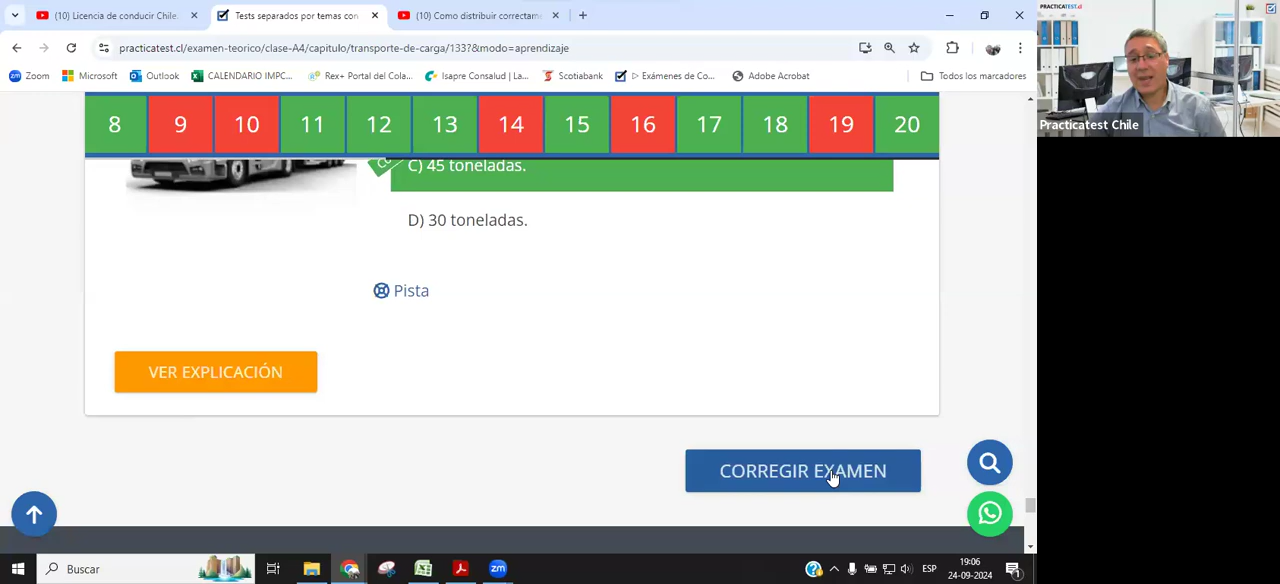 (10) Licencia de conducir Chile:
Tests separados por temas con
(10) Como distribuir correctame
practicatest.cl/examen-teorico/clase-A4/capitulo/transporte-de-carga/133?&modo=aprendizaje
Zoom
Microsoft
Outlook
CALENDARIO IMPC...
Rex+ Portal del Cola...
Isapre Consalud | La...
Scotiabank
▷ Exámenes de Co...
Adobe Acrobat
Todos los marcadores
8 9 10 11 12 13 14 15 16 17 18 19 20
C) 45 toneladas.
D) 30 toneladas.
Pista
VER EXPLICACIÓN
CORREGIR EXAMEN
PRACTICATEST.cl
Practicatest Chile
Buscar
ESP
19:06
24-09-2024
1